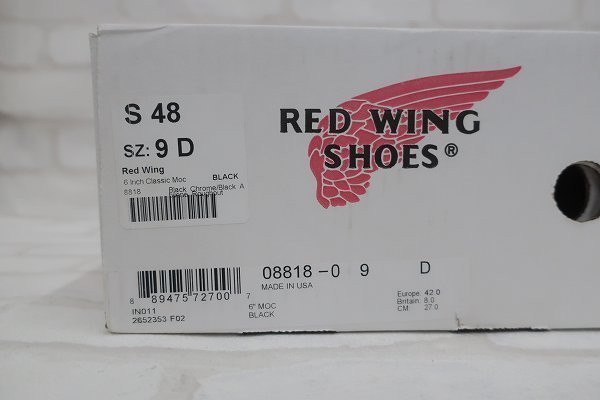 S 48
SZ: 9 D
Red Wing
6 Inch Classic Moc BLACK
8818 Black Chrome/Black A
Roughout
RED WING
SHOES®
8 89475 72700 7
IN011
2652353 F02
08818-0 9 D
MADE IN USA
6" MOC
BLACK
Europe: 42.0
Britain: 8.0
CM: 27.0